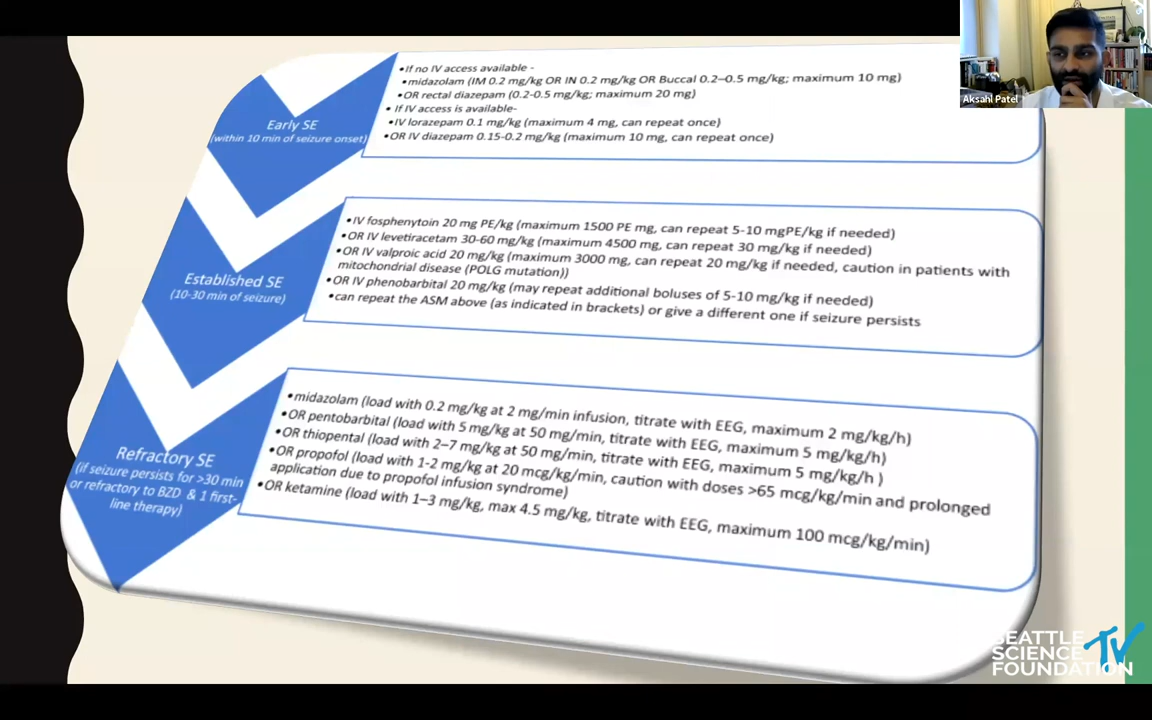 Aksahl Patel
Early SE
(within 10 min of seizure onset)
•If no IV access available -
•midazolam (IM 0.2 mg/kg OR IN 0.2 mg/kg OR Buccal 0.2–0.5 mg/kg; maximum 10 mg)
•OR rectal diazepam (0.2-0.5 mg/kg; maximum 20 mg)
• If IV access is available-
•IV lorazepam 0.1 mg/kg (maximum 4 mg, can repeat once)
•OR IV diazepam 0.15-0.2 mg/kg (maximum 10 mg, can repeat once)
Established SE
(10-30 min of seizure)
•IV fosphenytoin 20 mg PE/kg (maximum 1500 PE mg, can repeat 5-10 mgPE/kg if needed)
•OR IV levetiracetam 30-60 mg/kg (maximum 4500 mg, can repeat 30 mg/kg if needed)
•OR IV valproic acid 20 mg/kg (maximum 3000 mg, can repeat 20 mg/kg if needed, caution in patients with
mitochondrial disease (POLG mutation))
•OR IV phenobarbital 20 mg/kg (may repeat additional boluses of 5-10 mg/kg if needed)
•can repeat the ASM above (as indicated in brackets) or give a different one if seizure persists
Refractory SE
(if seizure persists for >30 min
or refractory to BZD & 1 first-
line therapy)
•midazolam (load with 0.2 mg/kg at 2 mg/min infusion, titrate with EEG, maximum 2 mg/kg/h)
•OR pentobarbital (load with 5 mg/kg at 50 mg/min, titrate with EEG, maximum 5 mg/kg/h)
•OR thiopental (load with 2–7 mg/kg at 50 mg/min, titrate with EEG, maximum 5 mg/kg/h )
•OR propofol (load with 1-2 mg/kg at 20 mcg/kg/min, caution with doses >65 mcg/kg/min and prolonged
application due to propofol infusion syndrome)
•OR ketamine (load with 1–3 mg/kg, max 4.5 mg/kg, titrate with EEG, maximum 100 mcg/kg/min)
SEATTLE
SCIENCE
FOUNDATION
TV